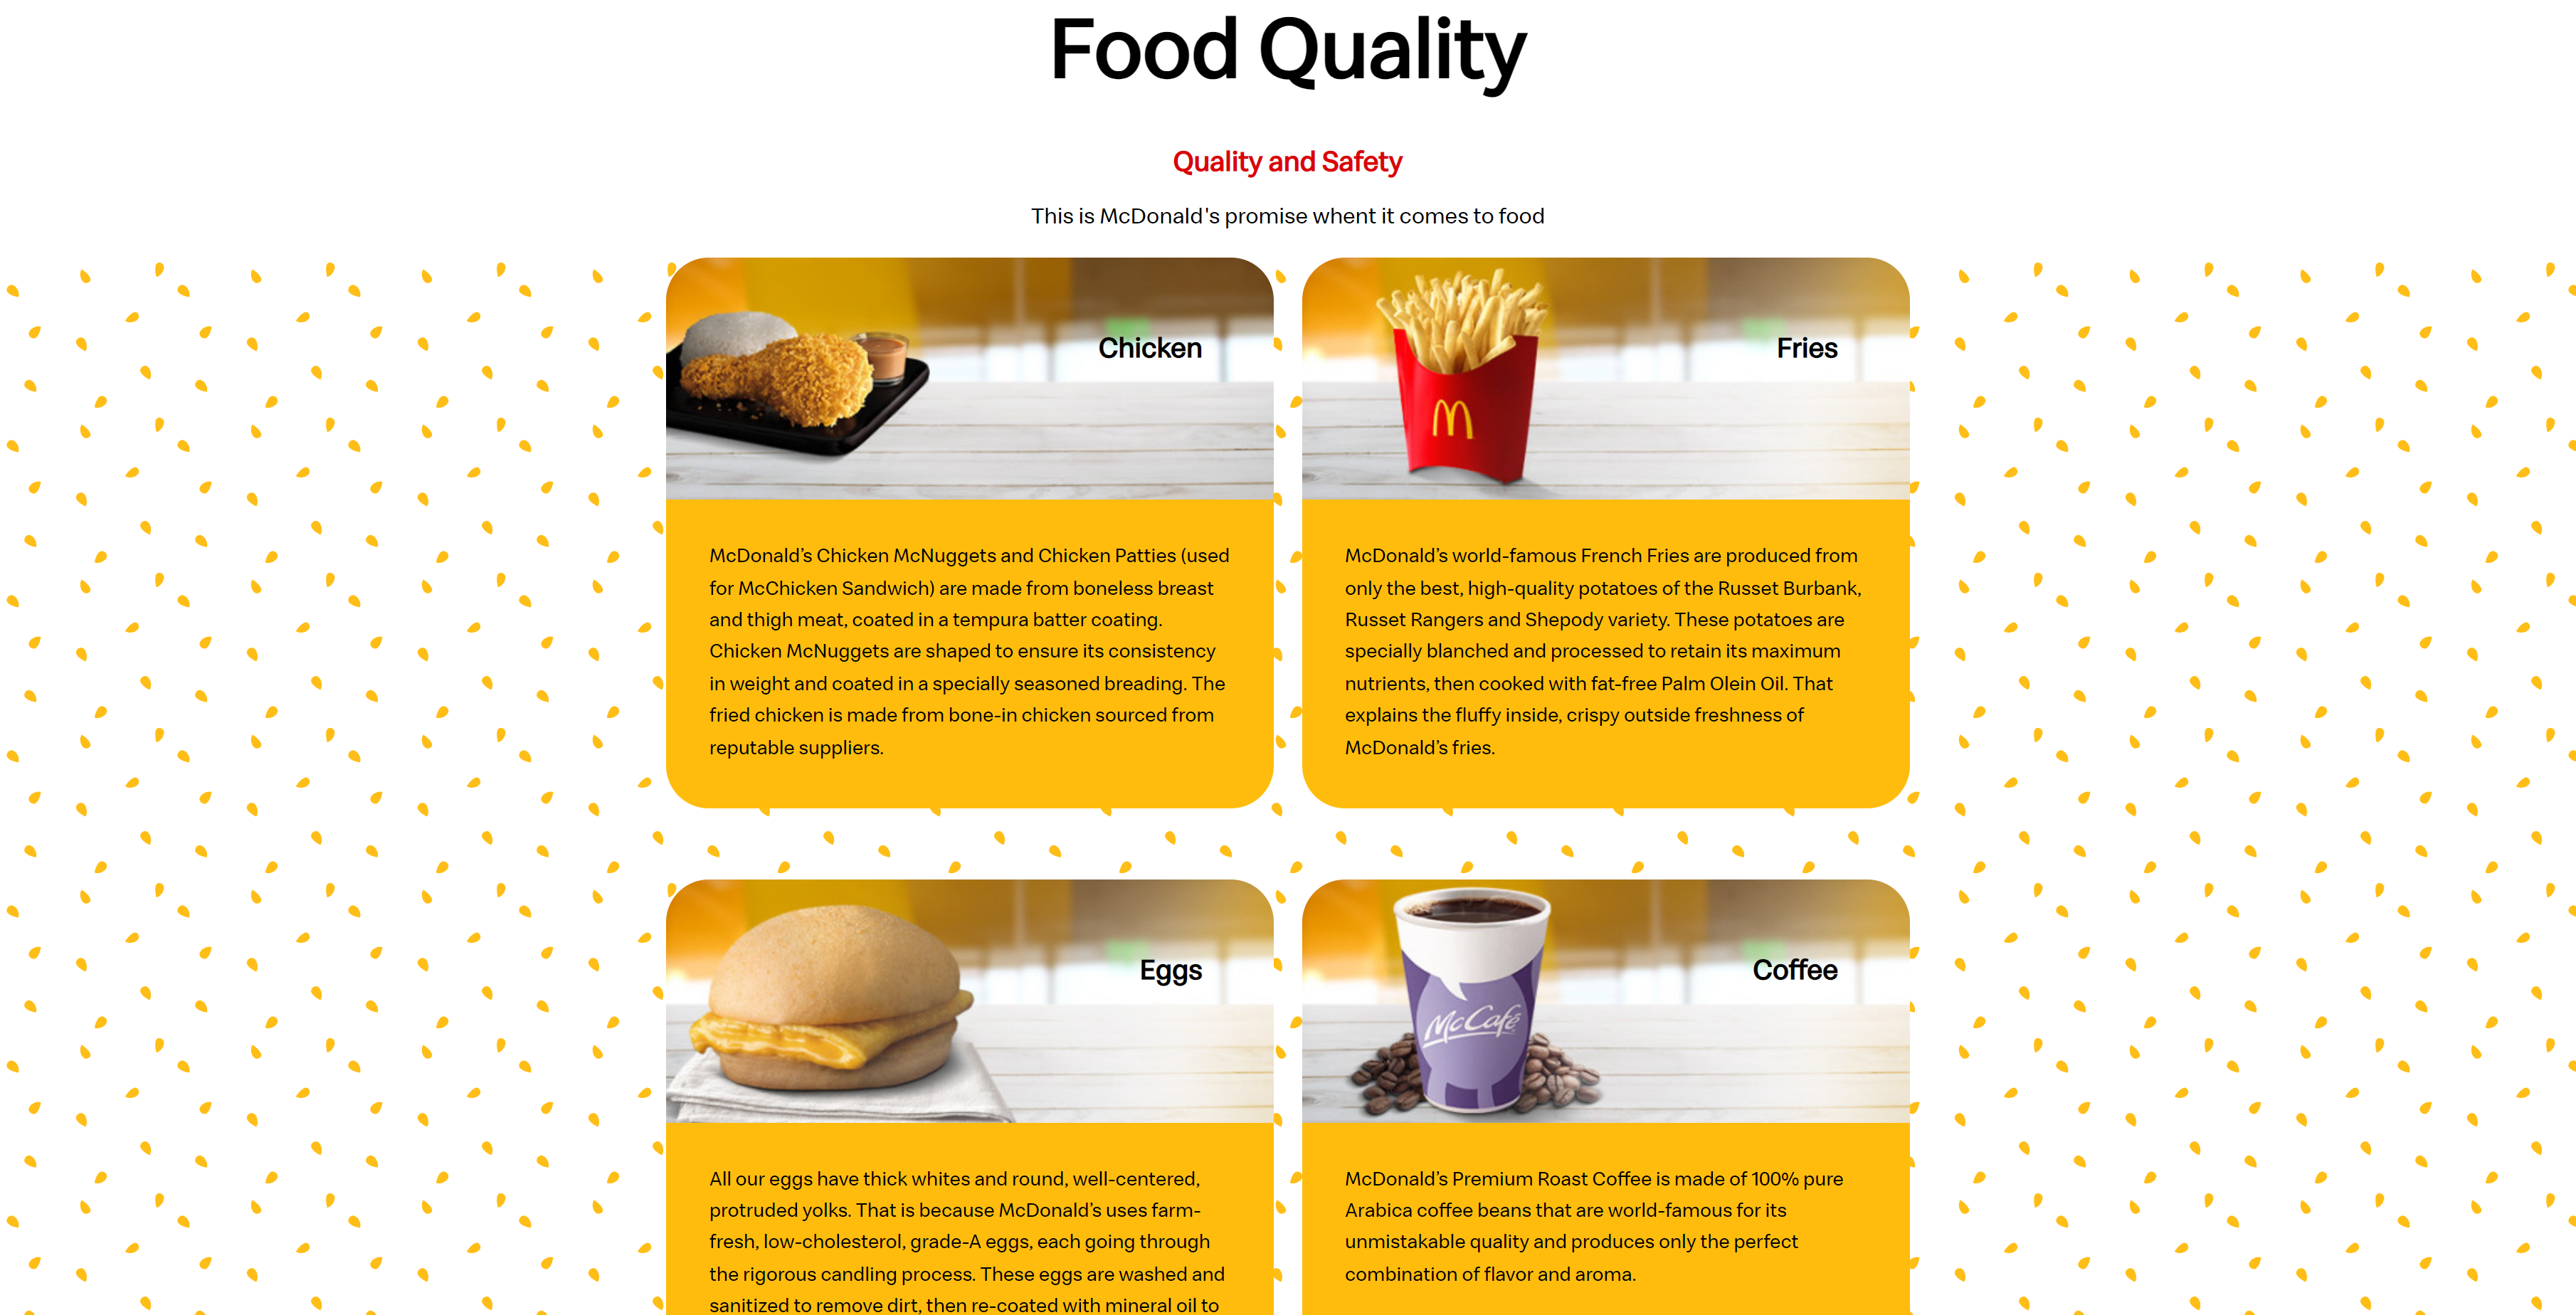 Food Quality
Quality and Safety
This is McDonald's promise whent it comes to food
Chicken
McDonald’s Chicken McNuggets and Chicken Patties (used
for McChicken Sandwich) are made from boneless breast
and thigh meat, coated in a tempura batter coating.
Chicken McNuggets are shaped to ensure its consistency
in weight and coated in a specially seasoned breading. The
fried chicken is made from bone-in chicken sourced from
reputable suppliers.
Fries
McDonald’s world-famous French Fries are produced from
only the best, high-quality potatoes of the Russet Burbank,
Russet Rangers and Shepody variety. These potatoes are
specially blanched and processed to retain its maximum
nutrients, then cooked with fat-free Palm Olein Oil. That
explains the fluffy inside, crispy outside freshness of
McDonald’s fries.
Eggs
All our eggs have thick whites and round, well-centered,
protruded yolks. That is because McDonald’s uses farm-
fresh, low-cholesterol, grade-A eggs, each going through
the rigorous candling process. These eggs are washed and
sanitized to remove dirt, then re-coated with mineral oil to
Coffee
McCafé
McDonald’s Premium Roast Coffee is made of 100% pure
Arabica coffee beans that are world-famous for its
unmistakable quality and produces only the perfect
combination of flavor and aroma.